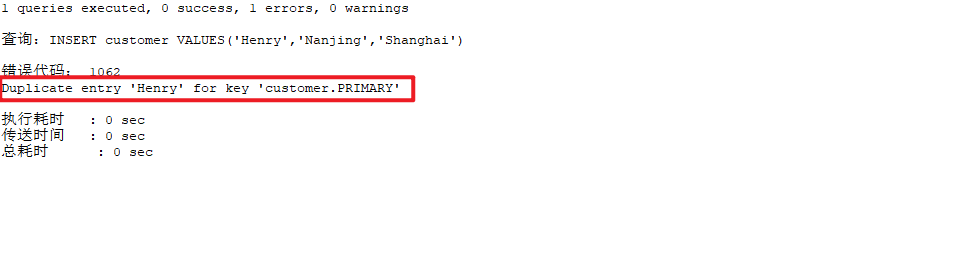 1 queries executed, 0 success, 1 errors, 0 warnings
查询：INSERT customer VALUES('Henry','Nanjing','Shanghai')
错误代码： 1062
Duplicate entry 'Henry' for key 'customer.PRIMARY'
执行耗时   : 0 sec
传送时间   : 0 sec
总耗时      : 0 sec